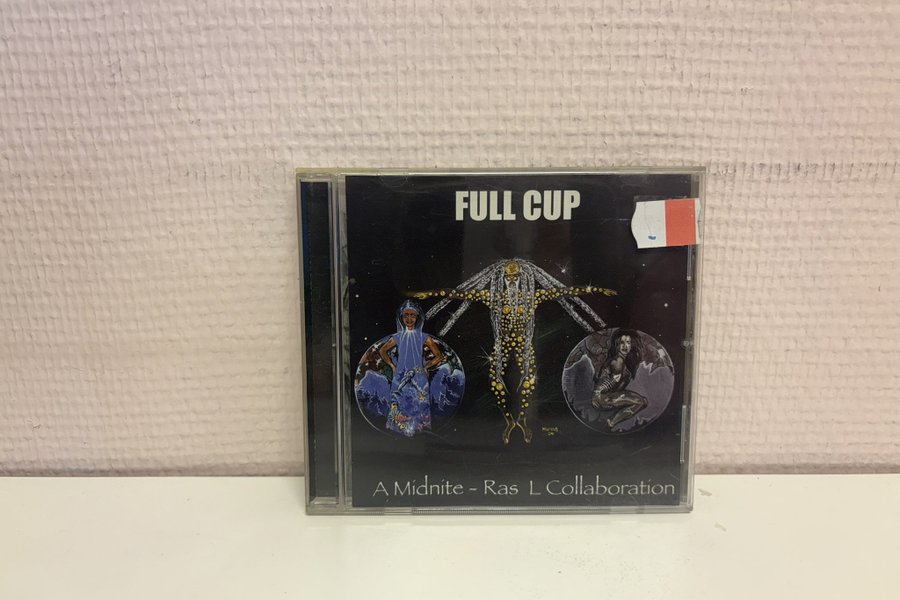 FULL CUP
A Midnite - Ras L Collaboration